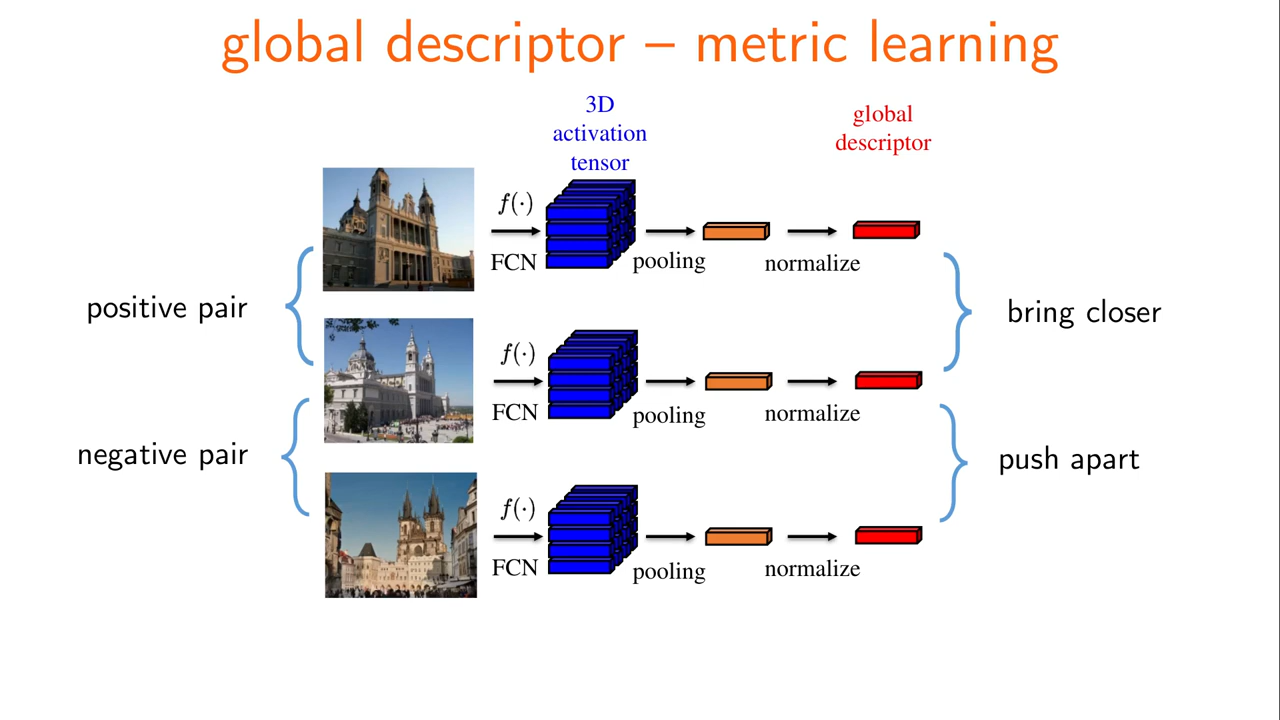 global descriptor – metric learning
3D
activation
tensor
global
descriptor
f(·)
FCN
pooling
normalize
positive pair
bring closer
f(·)
FCN
pooling
normalize
negative pair
push apart
f(·)
FCN
pooling
normalize